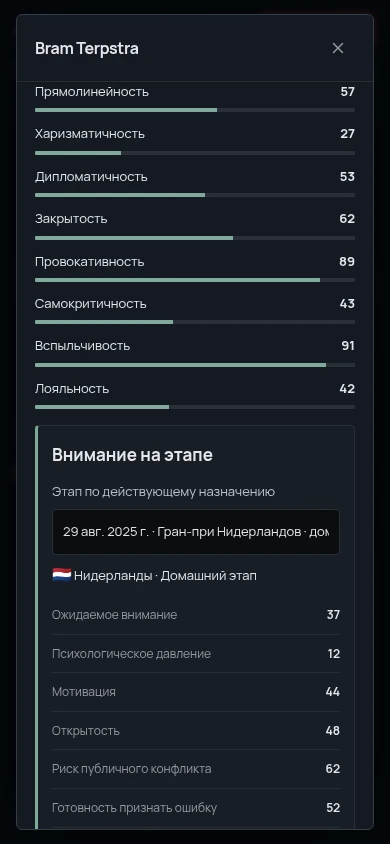 Bram Terpstra
Прямолинейность 57
Харизматичность 27
Дипломатичность 53
Закрытость 62
Провокативность 89
Самокритичность 43
Вспыльчивость 91
Лояльность 42
Внимание на этапе
Этап по действующему назначению
29 авг. 2025 г. · Гран-при Нидерландов · дом
🇳🇱 Нидерланды · Домашний этап
Ожидаемое внимание 37
Психологическое давление 12
Мотивация 44
Открытость 48
Риск публичного конфликта 62
Готовность признать ошибку 52